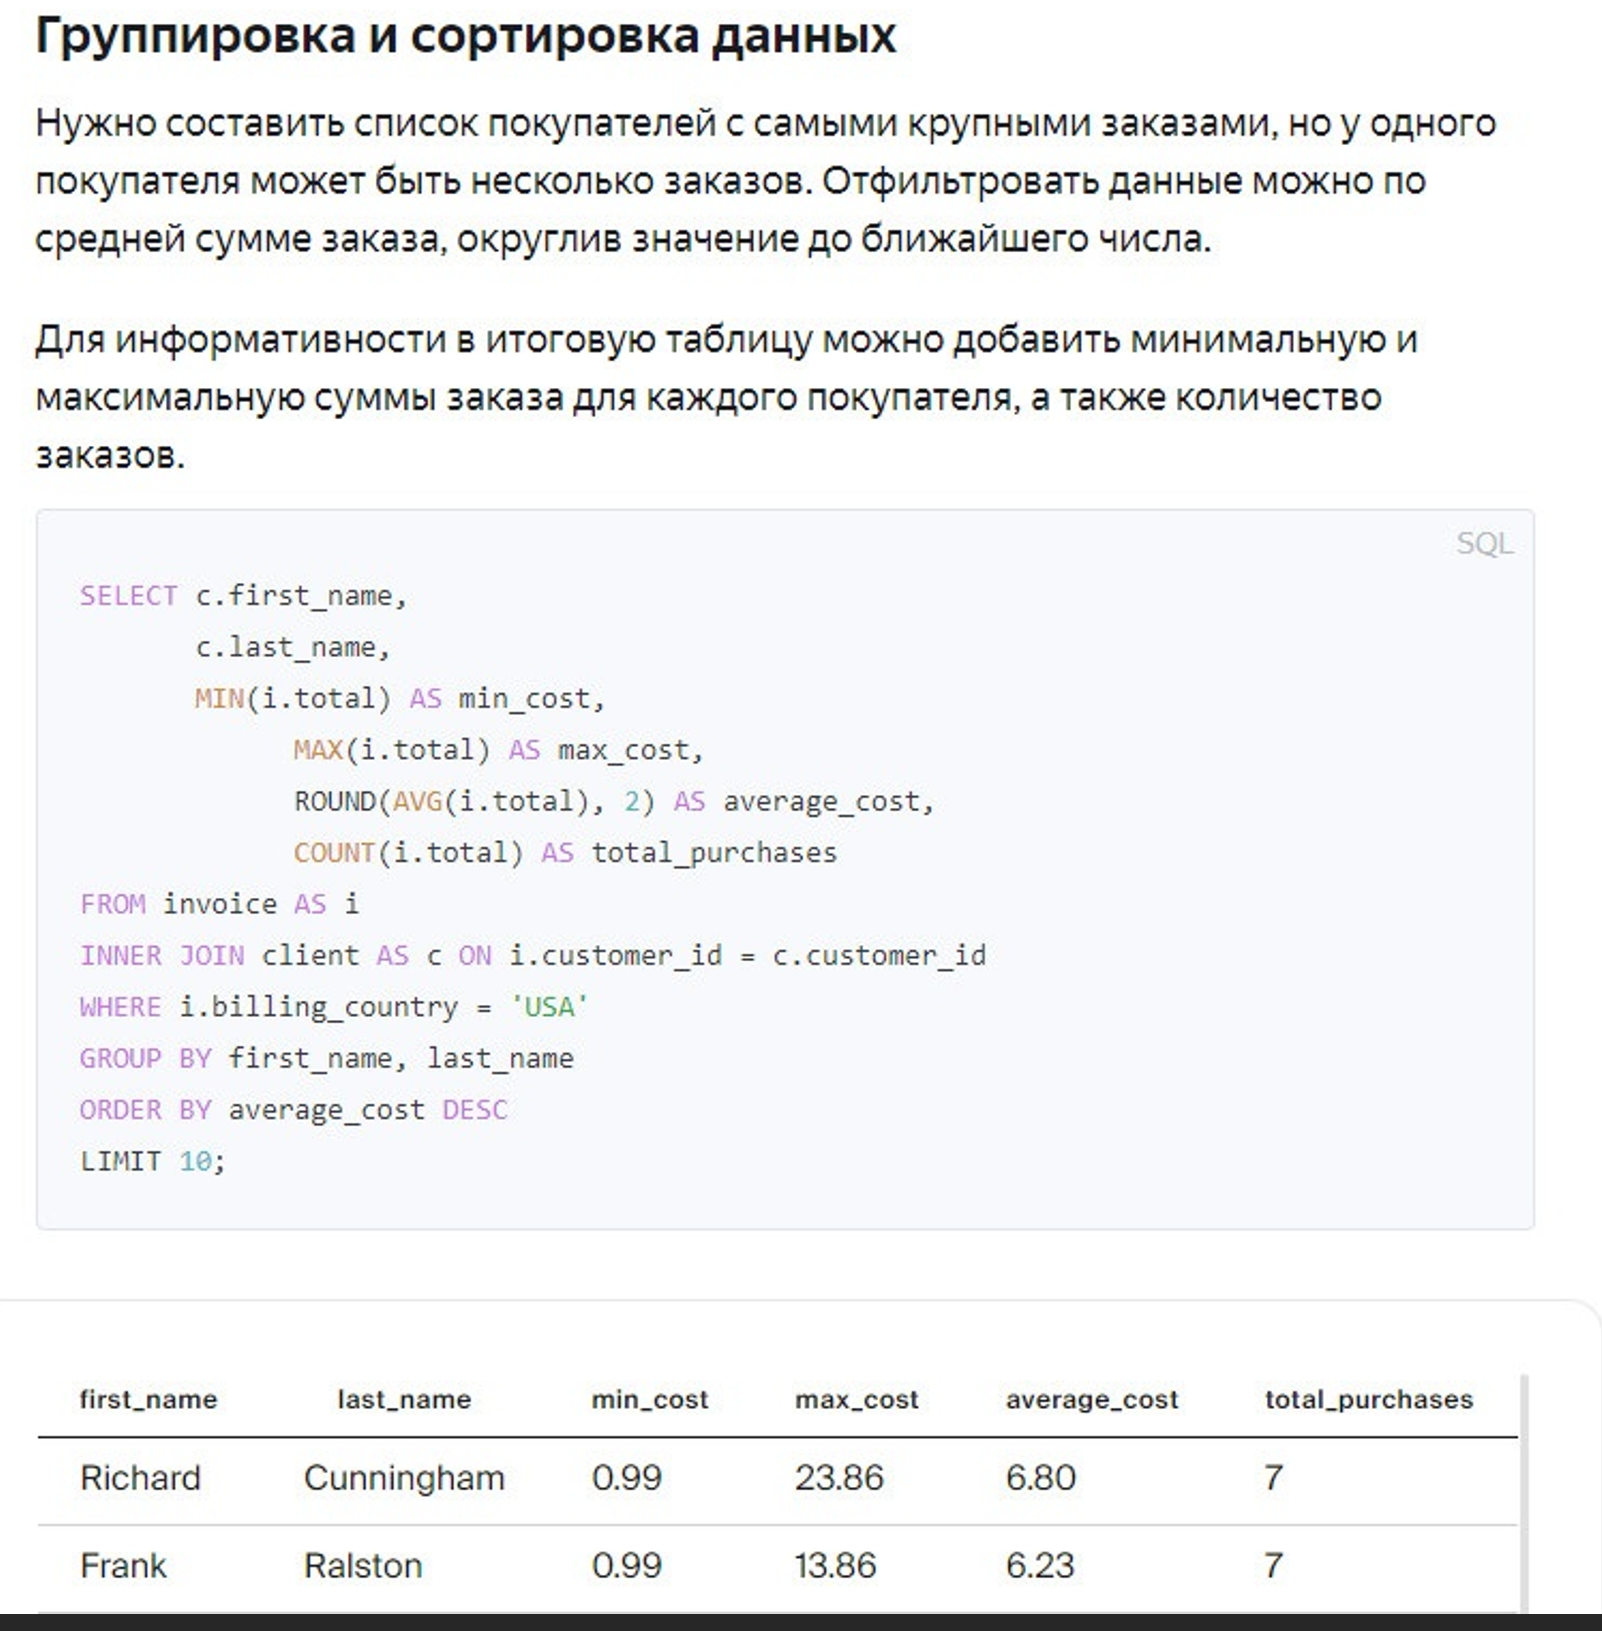 Группировка и сортировка данных
Нужно составить список покупателей с самыми крупными заказами, но у одного
покупателя может быть несколько заказов. Отфильтровать данные можно по
средней сумме заказа, округлив значение до ближайшего числа.
Для информативности в итоговую таблицу можно добавить минимальную и
максимальную суммы заказа для каждого покупателя, а также количество
заказов.
SQL
SELECT c.first_name,
       c.last_name,
       MIN(i.total) AS min_cost,
             MAX(i.total) AS max_cost,
             ROUND(AVG(i.total), 2) AS average_cost,
             COUNT(i.total) AS total_purchases
FROM invoice AS i
INNER JOIN client AS c ON i.customer_id = c.customer_id
WHERE i.billing_country = 'USA'
GROUP BY first_name, last_name
ORDER BY average_cost DESC
LIMIT 10;
first_name last_name min_cost max_cost average_cost total_purchases
Richard Cunningham 0.99 23.86 6.80 7
Frank Ralston 0.99 13.86 6.23 7